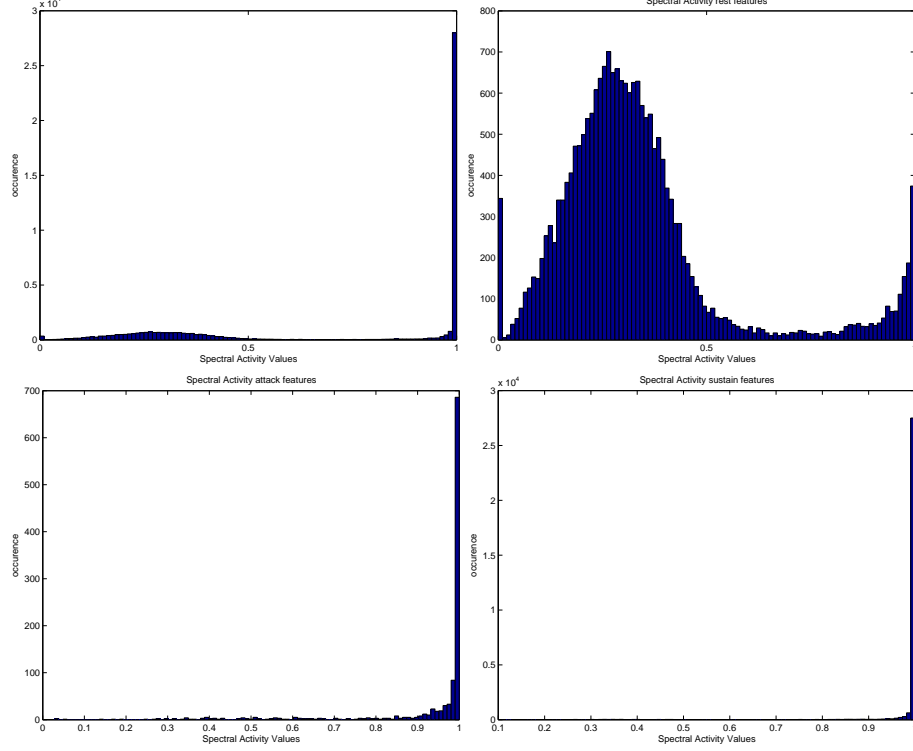 x 10
3
2.5
2
1.5
1
0.5
0
occurence
0 0.5 1
Spectral Activity Values
Spectral Activity rest features
800
700
600
500
400
300
200
100
0
occurence
0 0.5
Spectral Activity Values
Spectral Activity attack features
700
600
500
400
300
200
100
0
occurence
0 0.1 0.2 0.3 0.4 0.5 0.6 0.7 0.8 0.9 1
Spectral Activity Values
Spectral Activity sustain features
x 10⁴
3
2.5
2
1.5
1
0.5
0
occurence
0.1 0.2 0.3 0.4 0.5 0.6 0.7 0.8 0.9
Spectral Activity Values